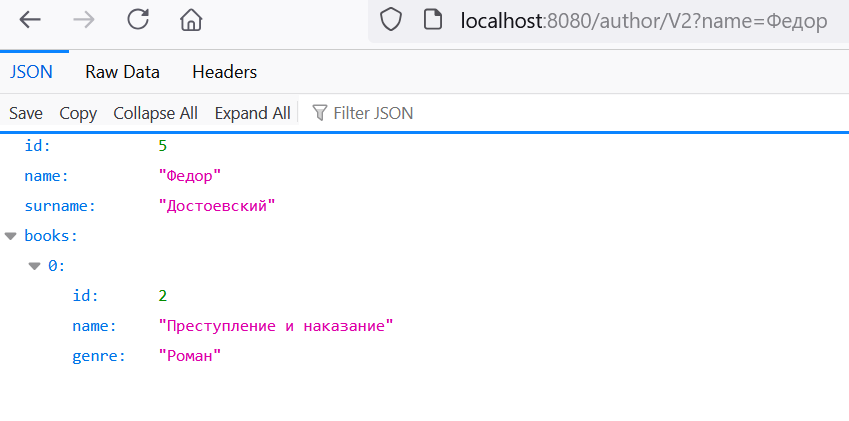 localhost:8080/author/V2?name=Федор
JSON Raw Data Headers
Save Copy Collapse All Expand All Filter JSON
id: 5
name: "Федор"
surname: "Достоевский"
books:
0:
id: 2
name: "Преступление и наказание"
genre: "Роман"